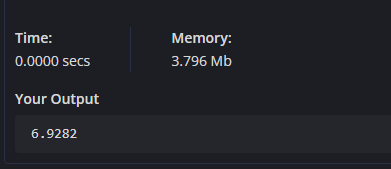 Time:
Memory:
0.0000 secs
3.796 Mb
Your Output
6.9282